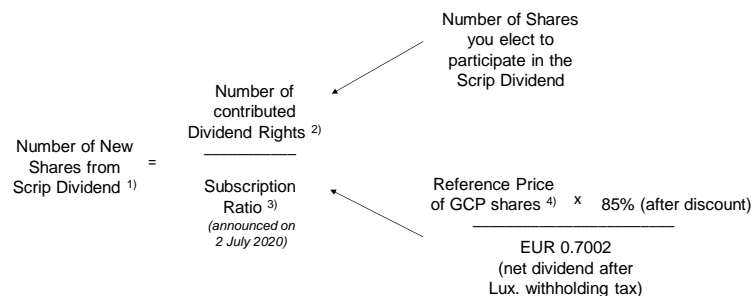 Number of Shares
you elect to
participate in the
Scrip Dividend
Number of
contributed
Dividend Rights 2)
Number of New
Shares from
Scrip Dividend 1)
=
Subscription
Ratio 3)
(announced on
2 July 2020)
Reference Price
of GCP shares 4) x 85% (after discount)
EUR 0.7002
(net dividend after
Lux. withholding tax)